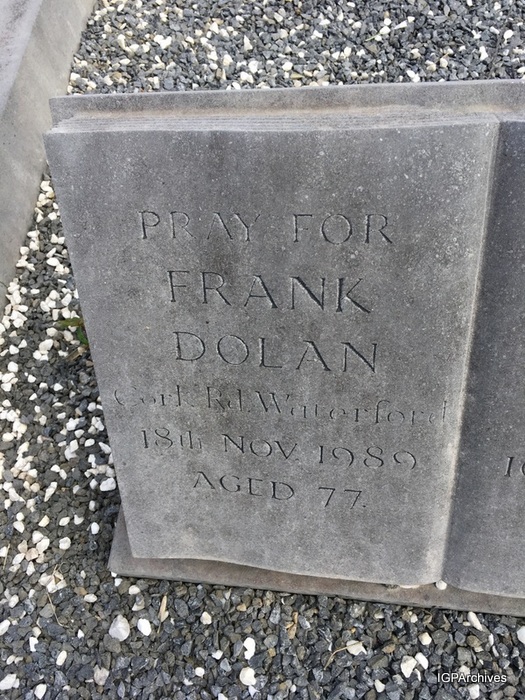 PRAY FOR
FRANK
DOLAN
Cork Rd. Waterford
18th NOV 1989
AGED 77.
IGPArchives